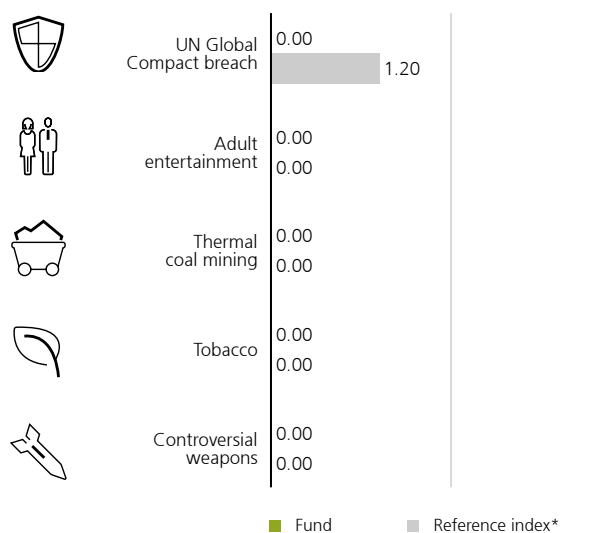 UN Global
Compact breach
0.00
1.20
Adult
entertainment
0.00
0.00
Thermal
coal mining
0.00
0.00
Tobacco
0.00
0.00
Controversial
weapons
0.00
0.00
Fund
Reference index*